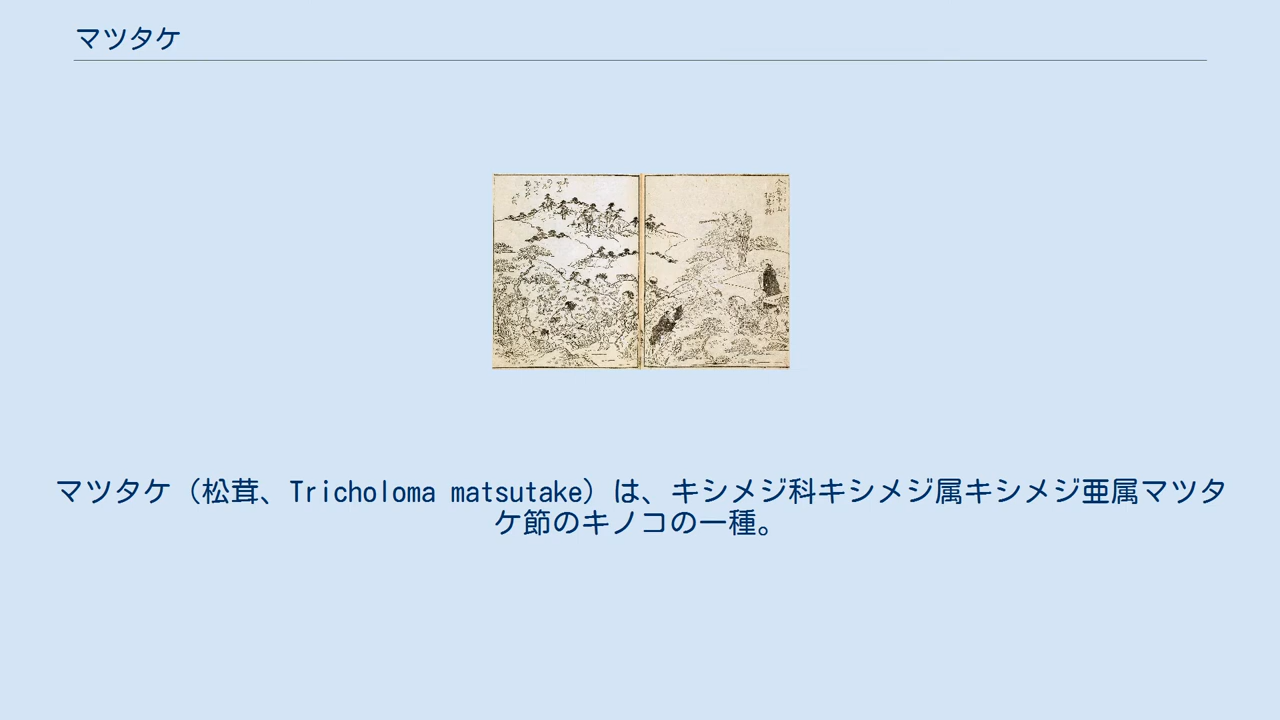 マツタケ
マツタケ（松茸、Tricholoma matsutake）は、キシメジ科キシメジ属キシメジ亜属マツタ
ケ節のキノコの一種。